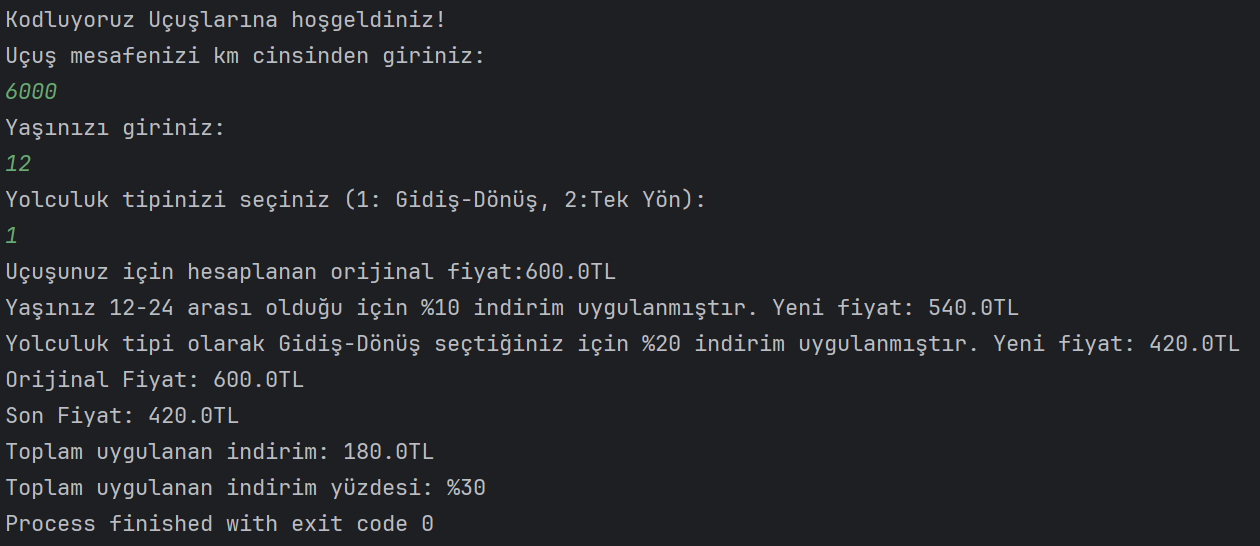 Kodluyoruz Uçuşlarına hoşgeldiniz!
Uçuş mesafenizi km cinsinden giriniz:
6000
Yaşınızı giriniz:
12
Yolculuk tipinizi seçiniz (1: Gidiş-Dönüş, 2:Tek Yön):
1
Uçuşunuz için hesaplanan orijinal fiyat:600.0TL
Yaşınız 12-24 arası olduğu için %10 indirim uygulanmıştır. Yeni fiyat: 540.0TL
Yolculuk tipi olarak Gidiş-Dönüş seçtiğiniz için %20 indirim uygulanmıştır. Yeni fiyat: 420.0TL
Orijinal Fiyat: 600.0TL
Son Fiyat: 420.0TL
Toplam uygulanan indirim: 180.0TL
Toplam uygulanan indirim yüzdesi: %30
Process finished with exit code 0